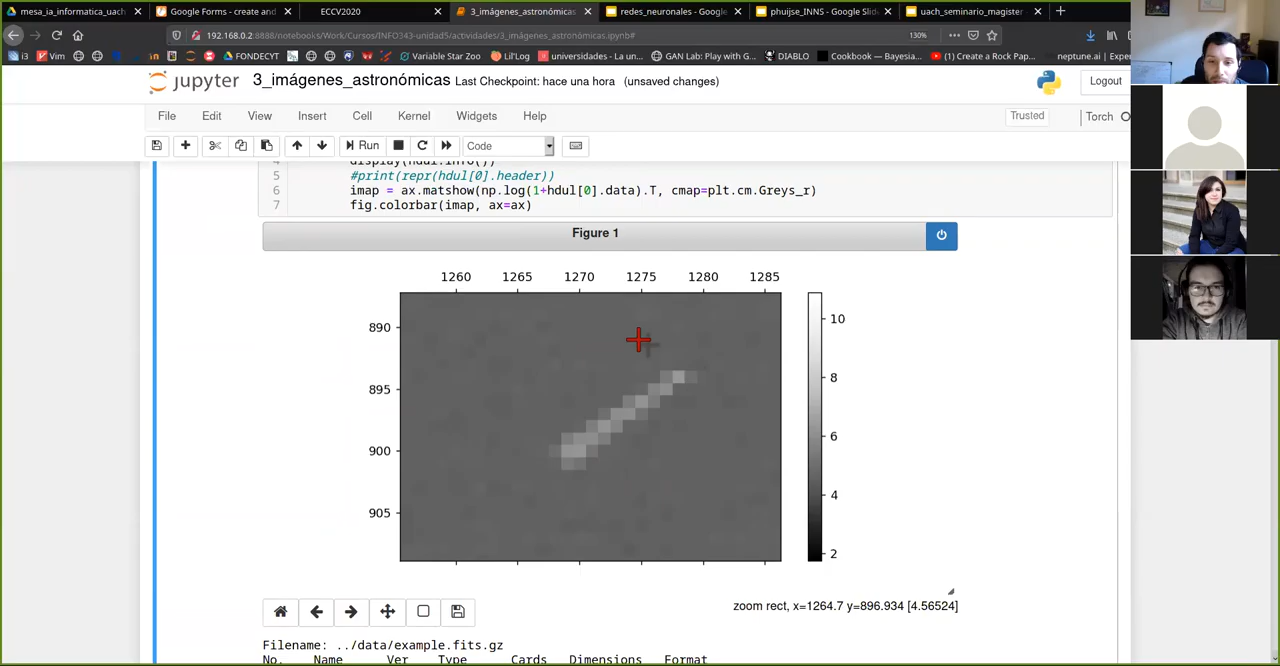 mesa_ia_informatica_uach
Google Forms - create and
ECCV2020
3_imágenes_astronómicas
redes_neuronales - Google
phuijse_INNS - Google Slide
uach_seminario_magister
192.168.0.2:8888/notebooks/Work/Cursos/INFO343-unidad5/actividades/3_imágenes_astronómicas.ipynb#
130%
i3 Vim FONDECYT Variable Star Zoo Lil'Log universidades - La un... GAN Lab: Play with G... DIABLO Cookbook — Bayesia... (1) Create a Rock Pap... neptune.ai | Exper
jupyter 3_imágenes_astronómicas Last Checkpoint: hace una hora (unsaved changes)
Logout
File Edit View Insert Cell Kernel Widgets Help
Trusted
Torch
Run
Code
4 display(hdul.info())
5 #print(repr(hdul[0].header))
6 imap = ax.matshow(np.log(1+hdul[0].data).T, cmap=plt.cm.Greys_r)
7 fig.colorbar(imap, ax=ax)
Figure 1
1260 1265 1270 1275 1280 1285
890
895
900
905
10
8
6
4
2
zoom rect, x=1264.7 y=896.934 [4.56524]
Filename: ../data/example.fits.gz
No. Name Ver Type Cards Dimensions Format